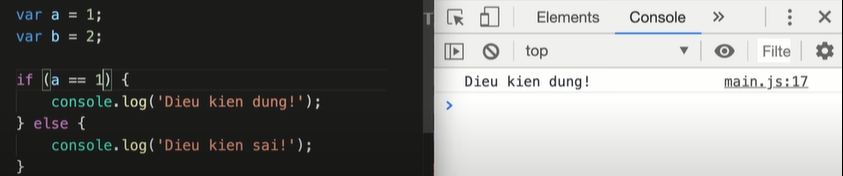 var a = 1;
var b = 2;
if (a == 1) {
    console.log('Dieu kien dung!');
} else {
    console.log('Dieu kien sai!');
}
T
Elements Console » ⋮ ×
top ▼ Filte
Dieu kien dung! main.js:17
>